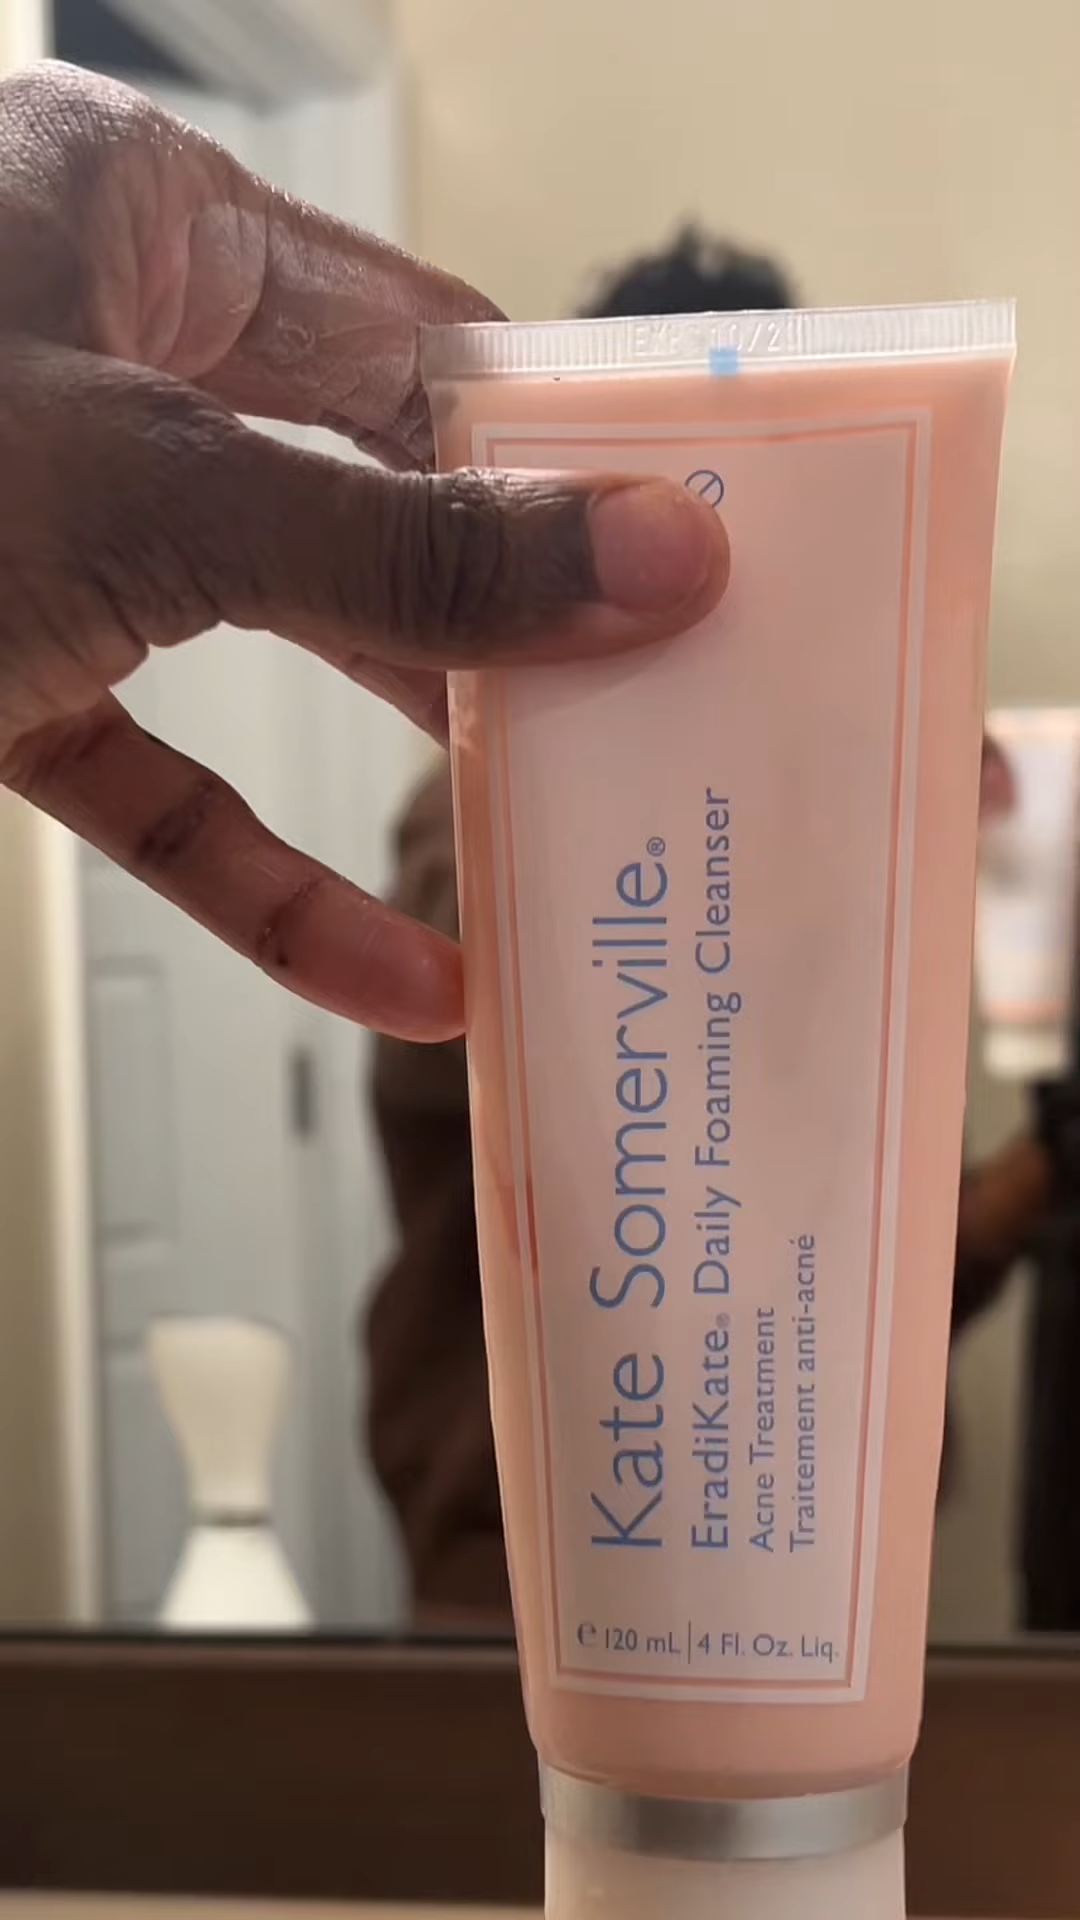 Kate Somerville®
EradiKate® Daily Foaming Cleanser
Acne Treatment
Traitement anti-acné
℮ 120 mL | 4 Fl. Oz. Liq.